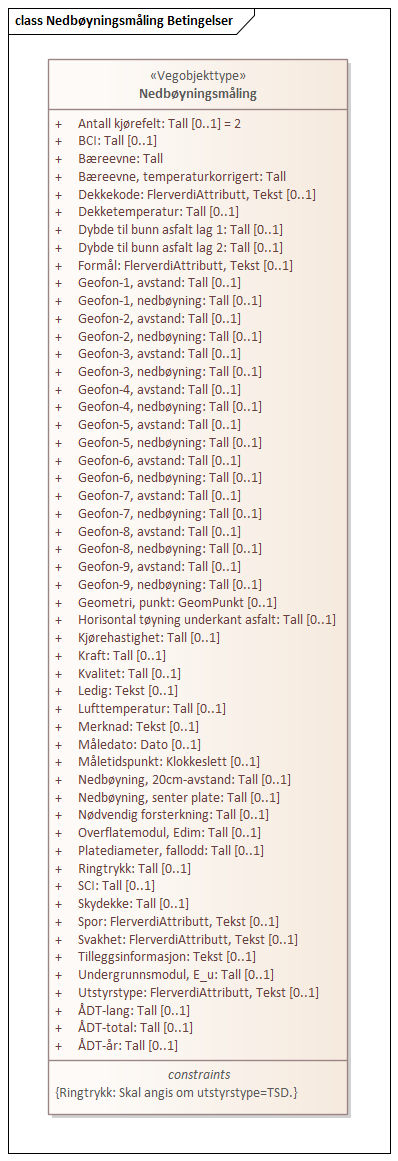 class Nedbøyningsmåling Betingelser
«Vegobjekttype»
Nedbøyningsmåling
+ Antall kjørefelt: Tall [0..1] = 2
+ BCI: Tall [0..1]
+ Bæreevne: Tall
+ Bæreevne, temperaturkorrigert: Tall
+ Dekkekode: FlerverdiAttributt, Tekst [0..1]
+ Dekketemperatur: Tall [0..1]
+ Dybde til bunn asfalt lag 1: Tall [0..1]
+ Dybde til bunn asfalt lag 2: Tall [0..1]
+ Formål: FlerverdiAttributt, Tekst [0..1]
+ Geofon-1, avstand: Tall [0..1]
+ Geofon-1, nedbøyning: Tall [0..1]
+ Geofon-2, avstand: Tall [0..1]
+ Geofon-2, nedbøyning: Tall [0..1]
+ Geofon-3, avstand: Tall [0..1]
+ Geofon-3, nedbøyning: Tall [0..1]
+ Geofon-4, avstand: Tall [0..1]
+ Geofon-4, nedbøyning: Tall [0..1]
+ Geofon-5, avstand: Tall [0..1]
+ Geofon-5, nedbøyning: Tall [0..1]
+ Geofon-6, avstand: Tall [0..1]
+ Geofon-6, nedbøyning: Tall [0..1]
+ Geofon-7, avstand: Tall [0..1]
+ Geofon-7, nedbøyning: Tall [0..1]
+ Geofon-8, avstand: Tall [0..1]
+ Geofon-8, nedbøyning: Tall [0..1]
+ Geofon-9, avstand: Tall [0..1]
+ Geofon-9, nedbøyning: Tall [0..1]
+ Geometri, punkt: GeomPunkt [0..1]
+ Horisontal tøyning underkant asfalt: Tall [0..1]
+ Kjørehastighet: Tall [0..1]
+ Kraft: Tall [0..1]
+ Kvalitet: Tall [0..1]
+ Ledig: Tekst [0..1]
+ Lufttemperatur: Tall [0..1]
+ Merknad: Tekst [0..1]
+ Måledato: Dato [0..1]
+ Måletidspunkt: Klokkeslett [0..1]
+ Nedbøyning, 20cm-avstand: Tall [0..1]
+ Nedbøyning, senter plate: Tall [0..1]
+ Nødvendig forsterkning: Tall [0..1]
+ Overflatemodul, Edim: Tall [0..1]
+ Platediameter, fallodd: Tall [0..1]
+ Ringtrykk: Tall [0..1]
+ SCI: Tall [0..1]
+ Skydekke: Tall [0..1]
+ Spor: FlerverdiAttributt, Tekst [0..1]
+ Svakhet: FlerverdiAttributt, Tekst [0..1]
+ Tilleggsinformasjon: Tekst [0..1]
+ Undergrunnsmodul, E_u: Tall [0..1]
+ Utstyrstype: FlerverdiAttributt, Tekst [0..1]
+ ÅDT-lang: Tall [0..1]
+ ÅDT-total: Tall [0..1]
+ ÅDT-år: Tall [0..1]
constraints
{Ringtrykk: Skal angis om utstyrstype=TSD.}